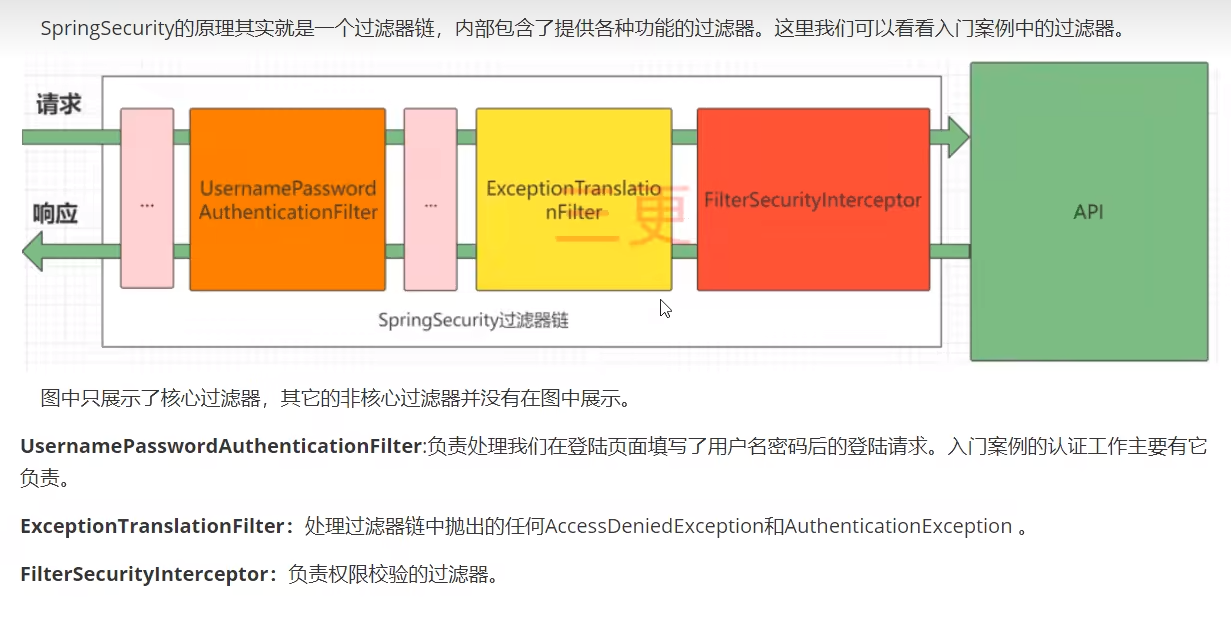 SpringSecurity的原理其实就是一个过滤器链，内部包含了提供各种功能的过滤器。这里我们可以看看入门案例中的过滤器。
请求
响应
...
UsernamePassword
AuthenticationFilter
...
ExceptionTranslatio
nFilter
三更
FilterSecurityInterceptor
API
SpringSecurity过滤器链
图中只展示了核心过滤器，其它的非核心过滤器并没有在图中展示。
UsernamePasswordAuthenticationFilter:负责处理我们在登陆页面填写了用户名密码后的登陆请求。入门案例的认证工作主要有它
负责。
ExceptionTranslationFilter：处理过滤器链中抛出的任何AccessDeniedException和AuthenticationException 。
FilterSecurityInterceptor：负责权限校验的过滤器。